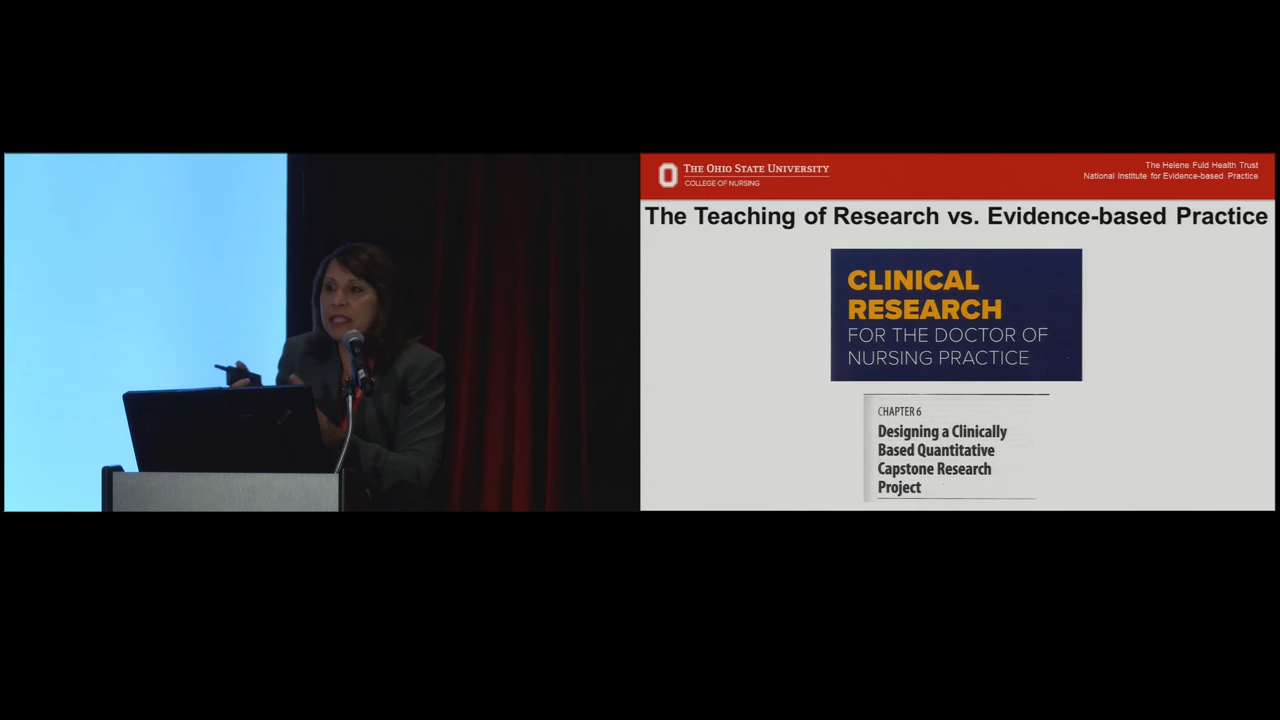 THE OHIO STATE UNIVERSITY
COLLEGE OF NURSING
The Helene Fuld Health Trust
National Institute for Evidence-based Practice
The Teaching of Research vs. Evidence-based Practice
CLINICAL
RESEARCH
FOR THE DOCTOR OF
NURSING PRACTICE
CHAPTER 6
Designing a Clinically
Based Quantitative
Capstone Research
Project